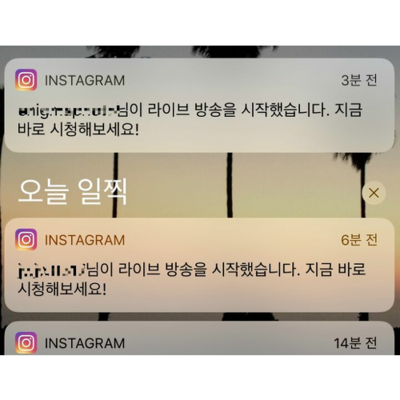 INSTAGRAM 3분 전
님이 라이브 방송을 시작했습니다. 지금
바로 시청해보세요!
오늘 일찍
INSTAGRAM 6분 전
님이 라이브 방송을 시작했습니다. 지금 바로
시청해보세요!
INSTAGRAM 14분 전